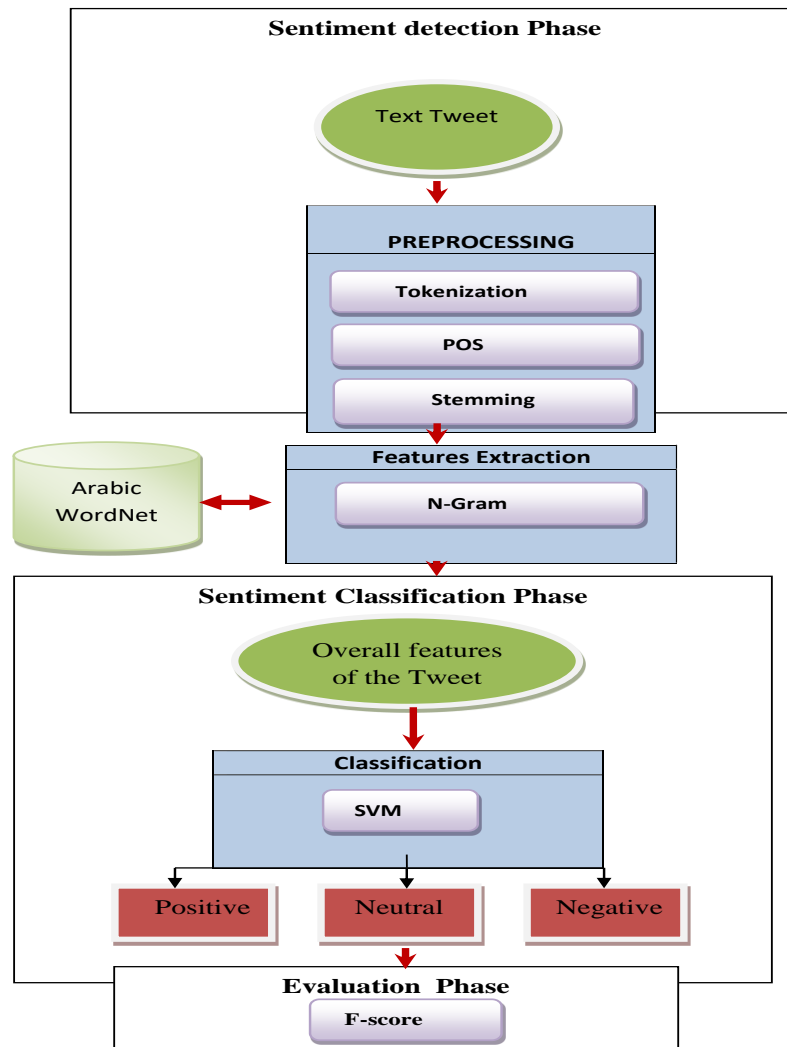 Sentiment detection Phase
Text Tweet
PREPROCESSING
Tokenization
POS
Stemming
Features Extraction
Arabic
WordNet
N-Gram
Sentiment Classification Phase
Overall features
of the Tweet
Classification
SVM
Positive
Neutral
Negative
Evaluation Phase
F-score